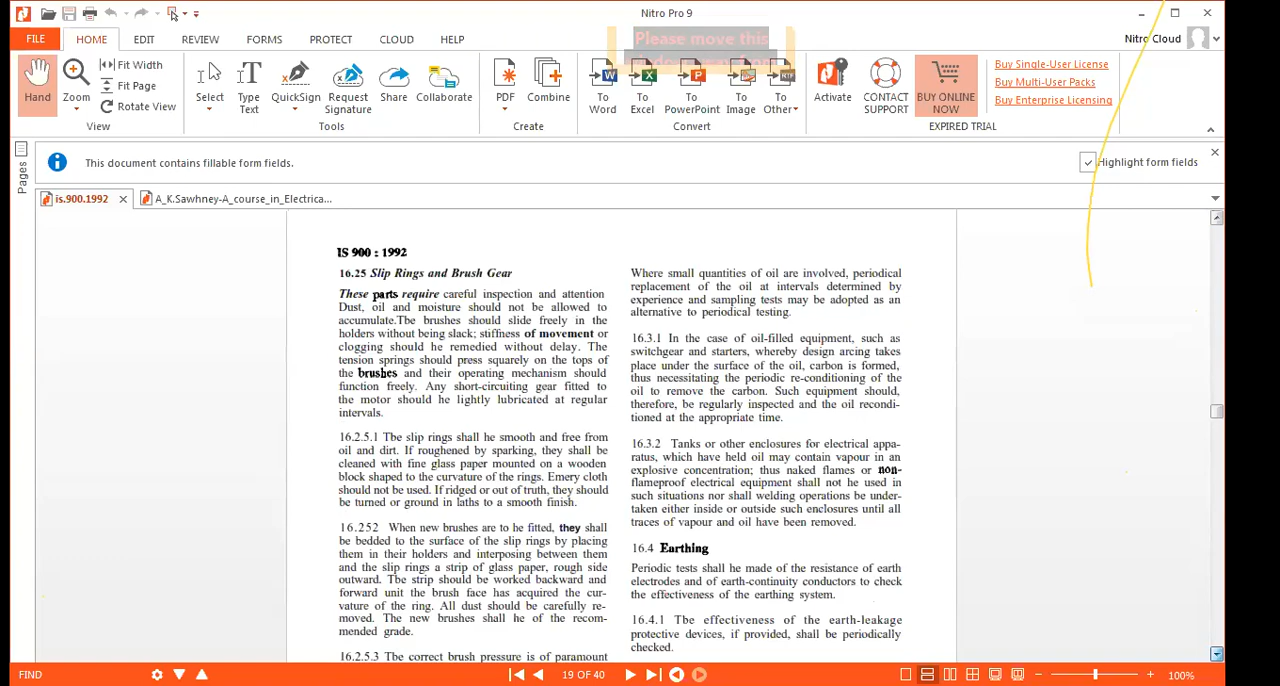 Nitro Pro 9
Please move this
FILE HOME EDIT REVIEW FORMS PROTECT CLOUD HELP
Nitro Cloud
Hand
Zoom
Fit Width
Fit Page
Rotate View
View
Select
Type
Text
QuickSign
Request
Signature
Share
Collaborate
Tools
PDF
Combine
Create
To
Word
To
Excel
To
PowerPoint
To
Image
To
Other
Convert
Activate
CONTACT
SUPPORT
BUY ONLINE
NOW
Buy Single-User License
Buy Multi-User Packs
Buy Enterprise Licensing
EXPIRED TRIAL
Pages
This document contains fillable form fields.
Highlight form fields
is.900.1992
A_K.Sawhney-A_course_in_Electrica...
IS 900 : 1992
16.25 Slip Rings and Brush Gear
These parts require careful inspection and attention
Dust, oil and moisture should not be allowed to
accumulate.Tbe brushes should slide freely in the
holders without being slack; stiffness of movement or
clogging should he remedied without delay. The
tension springs should press squarely on the tops of
the brushes and their operating mechanism should
function freely. Any short-circuiting gear fitted to
the motor should he lightly lubricated at regular
intervals.
16.2.5.1 The slip rings shall he smooth and free from
oil and dirt. If roughened by sparking, they shall be
cleaned with fine glass paper mounted on a wooden
block shaped to the curvature of the rings. Emery cloth
should not be used. If ridged or out of truth, they should
be turned or ground in laths to a smooth finish.
16.252 When new brushes are to he fitted, they shall
be bedded to the surface of the slip rings by placing
them in their holders and interposing between them
and the slip rings a strip of glass paper, rough side
outward. The strip should be worked backward and
forward unit the brush face has acquired the cur-
vature of the ring. All dust should be carefully re-
moved. The new brushes shall he of the recom-
mended grade.
16.2.5.3 The correct brush pressure is of paramount
Where small quantities of oil are involved, periodical
replacement of the oil at intervals determined by
experience and sampling tests may be adopted as an
alternative to periodical testing.
16.3.1 In the case of oil-filled equipment, such as
switchgear and starters, whereby design arcing takes
place under the surface of the oil, carbon is formed,
thus necessitating the periodic re-conditioning of the
oil to remove the carbon. Such equipment should,
therefore, be regularly inspected and the oil recondi-
tioned at the appropriate time.
16.3.2 Tanks or other enclosures for electrical appa-
ratus, which have held oil may contain vapour in an
explosive concentration; thus naked flames or non-
flameproof electrical equipment shall not he used in
such situations nor shall welding operations be under-
taken either inside or outside such enclosures until all
traces of vapour and oil have been removed.
16.4 Earthing
Periodic tests shall he made of the resistance of earth
electrodes and of earth-continuity conductors to check
the effectiveness of the earthing system.
16.4.1 The effectiveness of the earth-leakage
protective devices, if provided, shall be periodically
checked.
FIND
19 OF 40
100%